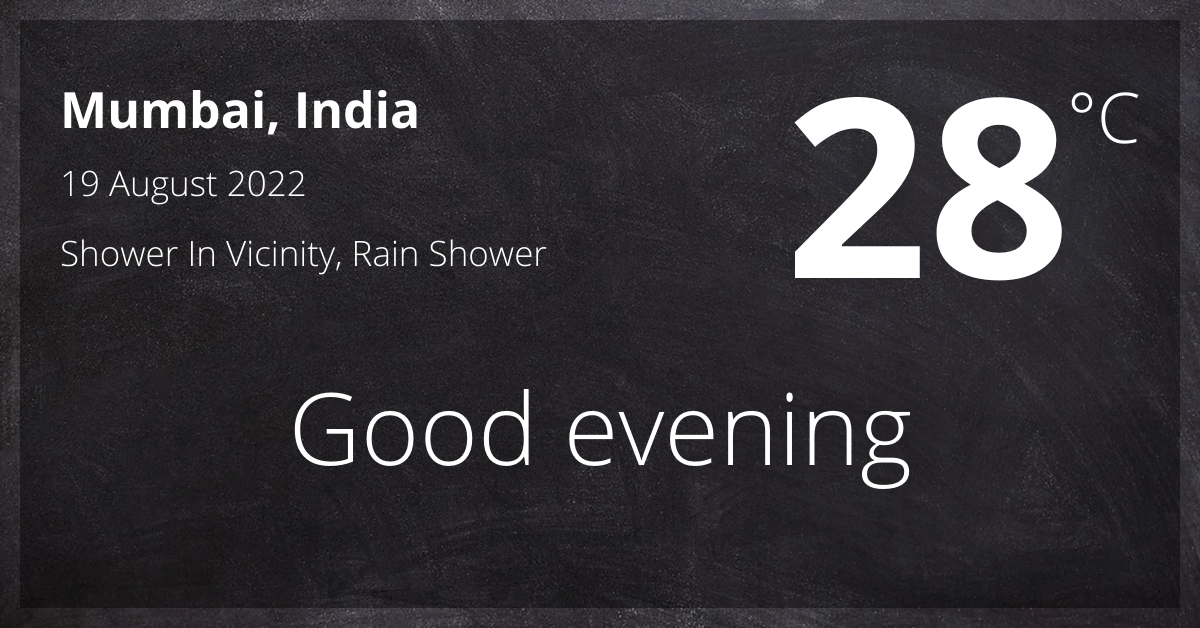 Mumbai, India
19 August 2022
Shower In Vicinity, Rain Shower
28 °C
Good evening